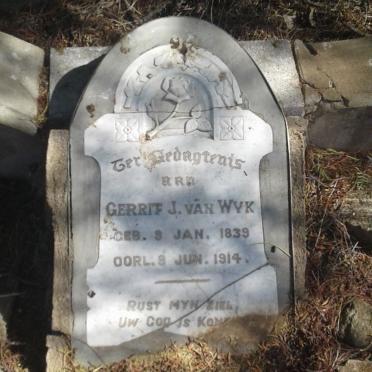 Ter Gedagtenis
aan
GERRIT J. VAN WYK
GEB. 8 JAN. 1839
OORL. 8 JUN. 1914.
RUST MYN ZIEL,
UW GOD IS